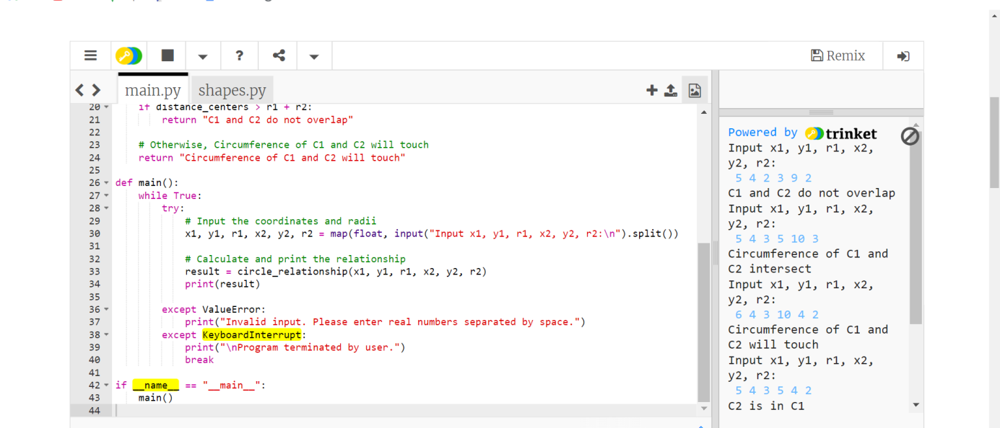 ? Remix
main.py shapes.py
20 if distance_centers > r1 + r2:
21 return "C1 and C2 do not overlap"
22
23 # Otherwise, Circumference of C1 and C2 will touch
24 return "Circumference of C1 and C2 will touch"
25
26 def main():
27 while True:
28 try:
29 # Input the coordinates and radii
30 x1, y1, r1, x2, y2, r2 = map(float, input("Input x1, y1, r1, x2, y2, r2:\n").split())
31
32 # Calculate and print the relationship
33 result = circle_relationship(x1, y1, r1, x2, y2, r2)
34 print(result)
35
36 except ValueError:
37 print("Invalid input. Please enter real numbers separated by space.")
38 except KeyboardInterrupt:
39 print("\nProgram terminated by user.")
40 break
41
42 if __name__ == "__main__":
43 main()
44
Powered by trinket
Input x1, y1, r1, x2,
y2, r2:
5 4 2 3 9 2
C1 and C2 do not overlap
Input x1, y1, r1, x2,
y2, r2:
5 4 3 5 10 3
Circumference of C1 and
C2 intersect
Input x1, y1, r1, x2,
y2, r2:
6 4 3 10 4 2
Circumference of C1 and
C2 will touch
Input x1, y1, r1, x2,
y2, r2:
5 4 3 5 4 2
C2 is in C1